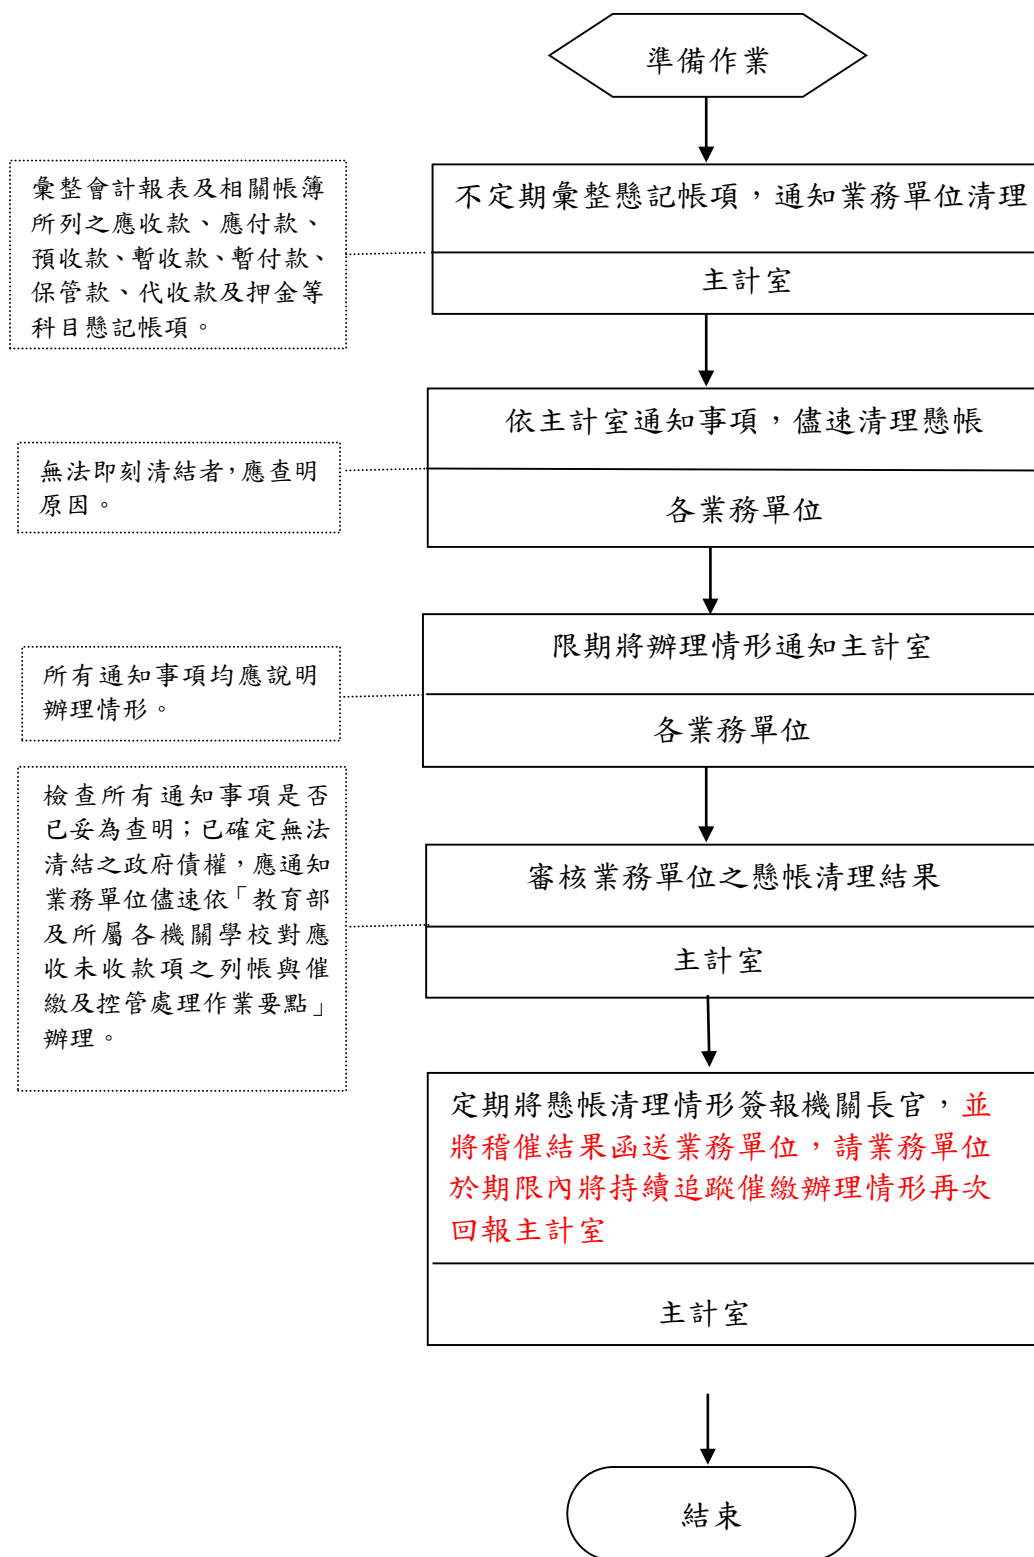 準備作業
彙整會計報表及相關帳簿
所列之應收款、應付款、
預收款、暫收款、暫付款、
保管款、代收款及押金等
科目懸記帳項。
不定期彙整懸記帳項，通知業務單位清理
主計室
無法即刻清結者，應查明
原因。
依主計室通知事項，儘速清理懸帳
各業務單位
所有通知事項均應說明
辦理情形。
限期將辦理情形通知主計室
各業務單位
檢查所有通知事項是否
已妥為查明；已確定無法
清結之政府債權，應通知
業務單位儘速依「教育部
及所屬各機關學校對應
收未收款項之列帳與催
繳及控管處理作業要點」
辦理。
審核業務單位之懸帳清理結果
主計室
定期將懸帳清理情形簽報機關長官，並
將稽催結果函送業務單位，請業務單位
於期限內將持續追蹤催繳辦理情形再次
回報主計室
主計室
結束